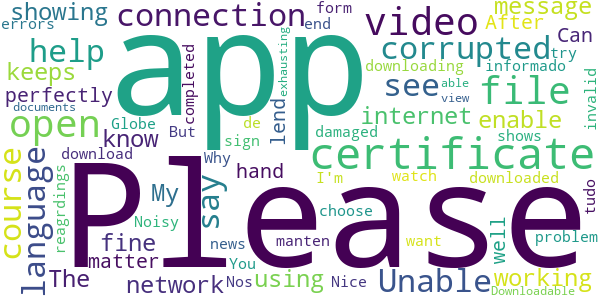 showing
connection
video
message
errors
end
form
After
help
app
corrupted
Can
keeps
completed
exhausting
downloading
see
able
view
informado
try
file
invalid
perfectly
documents
lend
internet
enable
open
Globe
know
But
de
sign
damaged
shows
certificate
download
Why
hand
I'm
watch
downloaded
course
language
reagrdings
Please
My
say
choose
well
tudo
Noisy
fine
news
manten
want
problem
matter
You
The
network
using
Nos
Nice
Unable
working
Downloadable